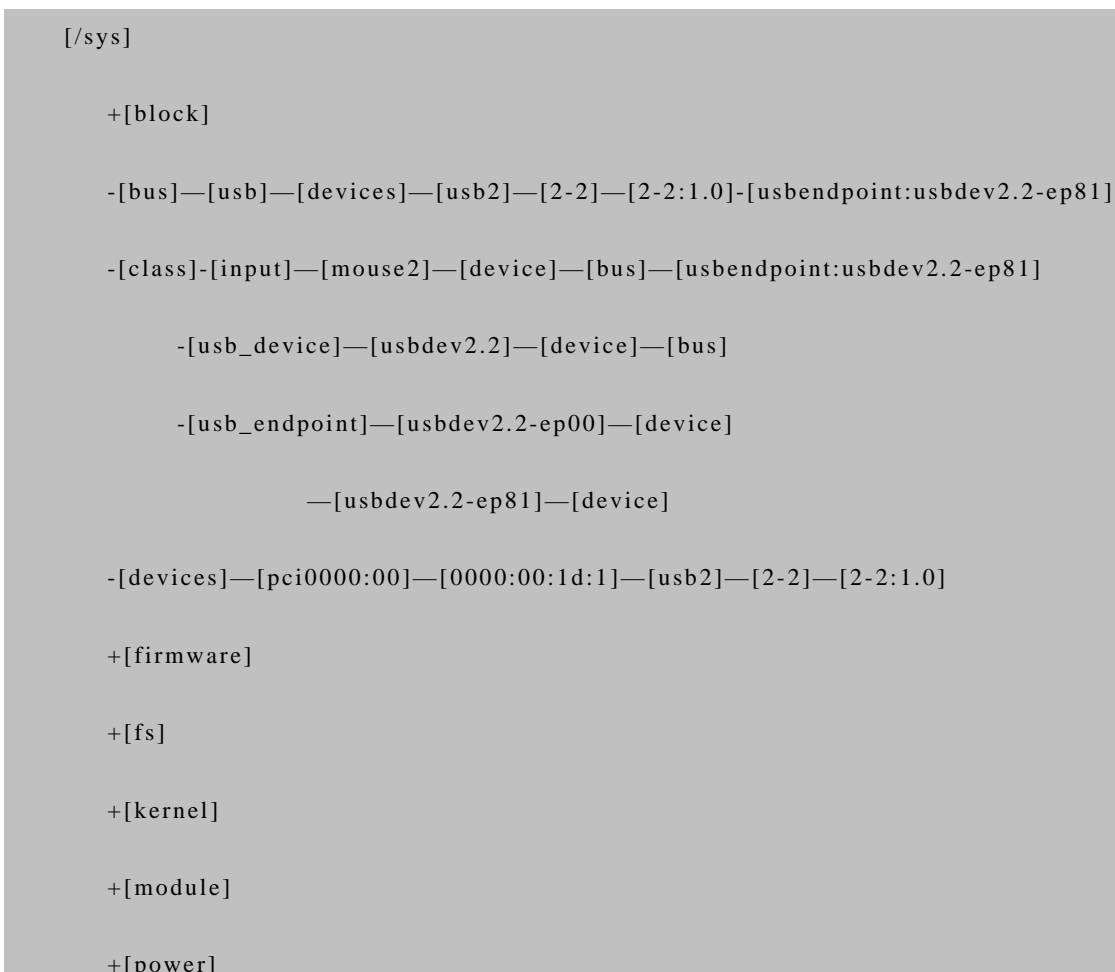 [/sys]
+[block]
-[bus]—[usb]—[devices]—[usb2]—[2-2]—[2-2:1.0]-[usbendpoint:usbdev2.2-ep81]
-[class]-[input]—[mouse2]—[device]—[bus]—[usbendpoint:usbdev2.2-ep81]
-[usb_device]—[usbdev2.2]—[device]—[bus]
-[usb_endpoint]—[usbdev2.2-ep00]—[device]
—[usbdev2.2-ep81]—[device]
-[devices]—[pci0000:00]—[0000:00:1d:1]—[usb2]—[2-2]—[2-2:1.0]
+[firmware]
+[fs]
+[kernel]
+[module]
+[power]